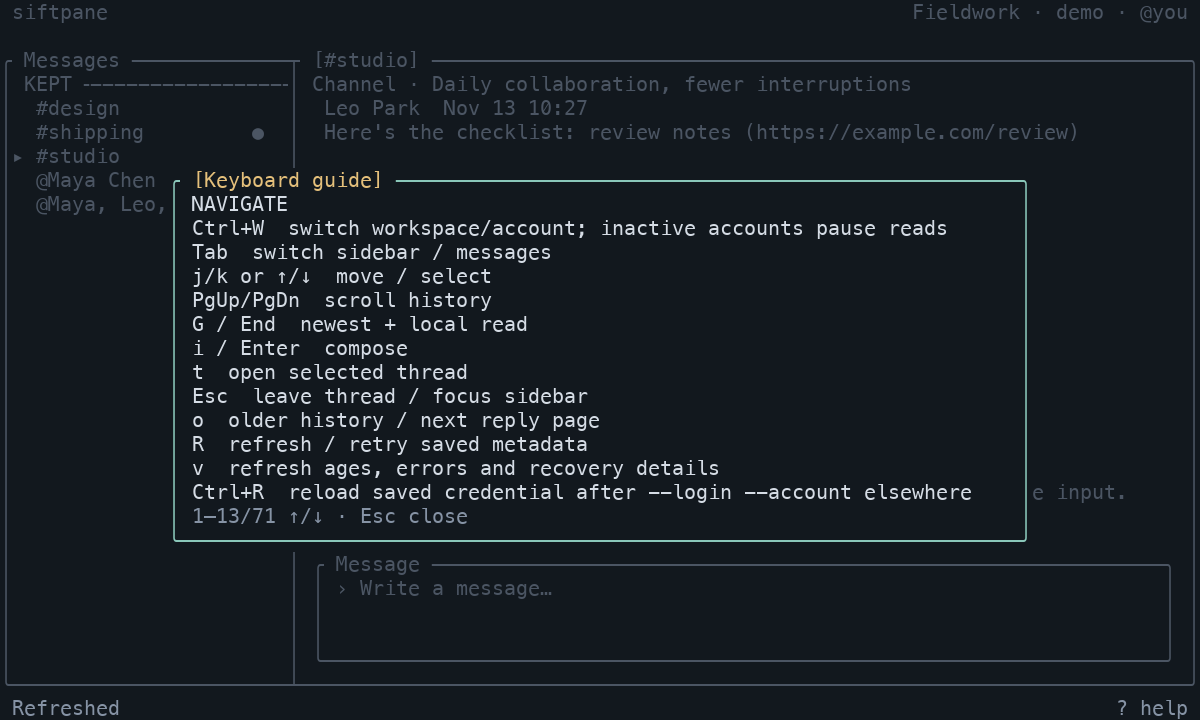 siftpane
Fieldwork · demo · @you
Messages
[#studio]
KEPT
Channel · Daily collaboration, fewer interruptions
#design
Leo Park  Nov 13 10:27
#shipping ●
Here's the checklist: review notes (https://example.com/review)
▸ #studio
@Maya Chen
@Maya, Leo,
[Keyboard guide]
NAVIGATE
Ctrl+W  switch workspace/account; inactive accounts pause reads
Tab  switch sidebar / messages
j/k or ↑/↓  move / select
PgUp/PgDn  scroll history
G / End  newest + local read
i / Enter  compose
t  open selected thread
Esc  leave thread / focus sidebar
o  older history / next reply page
R  refresh / retry saved metadata
v  refresh ages, errors and recovery details
Ctrl+R  reload saved credential after --login --account elsewhere
e input.
1–13/71 ↑/↓ · Esc close
Message
› Write a message…
Refreshed
? help